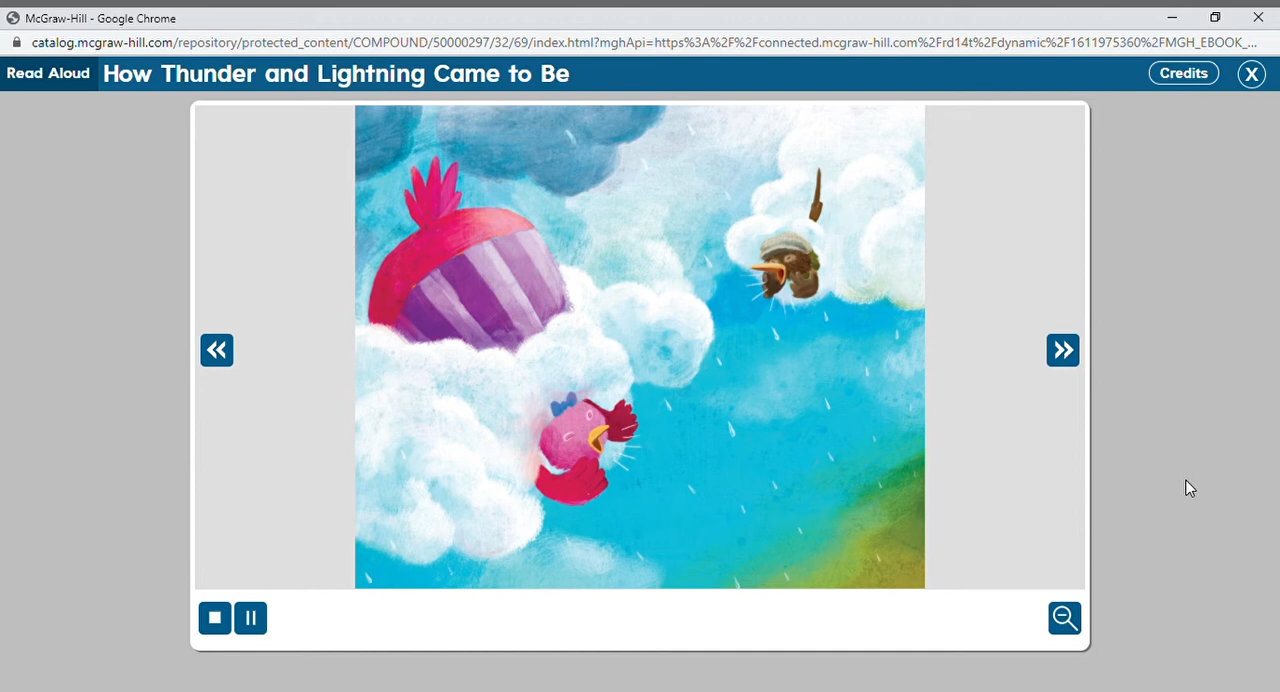 McGraw-Hill - Google Chrome
catalog.mcgraw-hill.com/repository/protected_content/COMPOUND/50000297/32/69/index.html?mghApi=https%3A%2F%2Fconnected.mcgraw-hill.com%2Frd14t%2Fdynamic%2F1611975360%2FMGH_EBOOK_...
Read Aloud How Thunder and Lightning Came to Be
Credits X